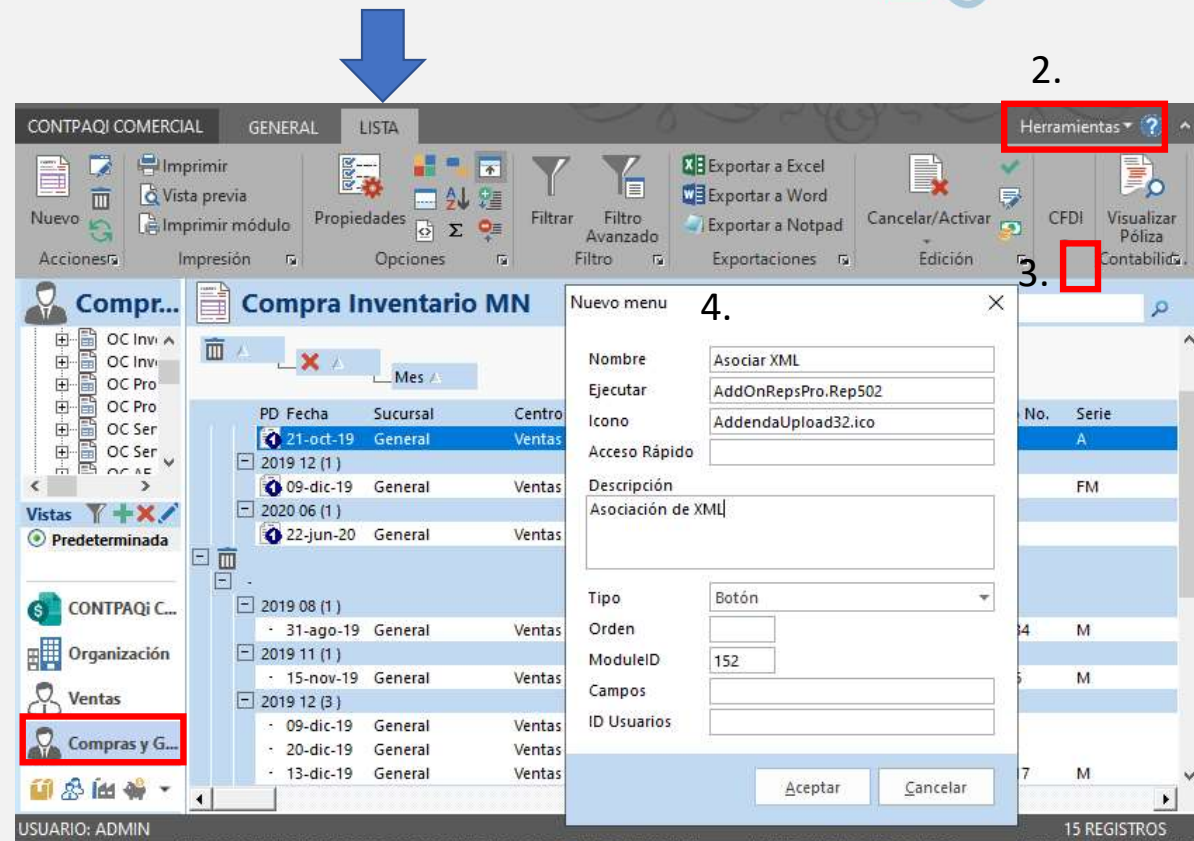 2.
CONTPAQI COMERCIAL GENERAL LISTA Herramientas ?
Nuevo
Acciones
Imprimir
Vista previa
Imprimir módulo
Impresión
Propiedades
Opciones
Filtrar
Filtro Avanzado
Filtro
Exportar a Excel
Exportar a Word
Exportar a Notpad
Exportaciones
Cancelar/Activar
Edición
CFDI
Visualizar Póliza
3.
Compr...
OC Inv
OC Inv
OC Pro
OC Pro
OC Ser
OC Ser
Vistas
Predeterminada
CONTPAQi C...
Organización
Ventas
Compras y G...
Compra Inventario MN
Mes
PD Fecha Sucursal Centro No. Serie
21-oct-19 General Ventas A
2019 12 (1 )
09-dic-19 General Ventas FM
2020 06 (1 )
22-jun-20 General Ventas
-
2019 08 (1 )
31-ago-19 General Ventas M
2019 11 (1 )
15-nov-19 General Ventas M
2019 12 (3 )
09-dic-19 General Ventas
20-dic-19 General Ventas
13-dic-19 General Ventas 7 M
Nuevo menu 4.
Nombre Asociar XML
Ejecutar AddOnRepsPro.Rep502
Icono AddendaUpload32.ico
Acceso Rápido
Descripción
Asociación de XML
Tipo Botón
Orden
ModuleID 152
Campos
ID Usuarios
Aceptar Cancelar
USUARIO: ADMIN 15 REGISTROS